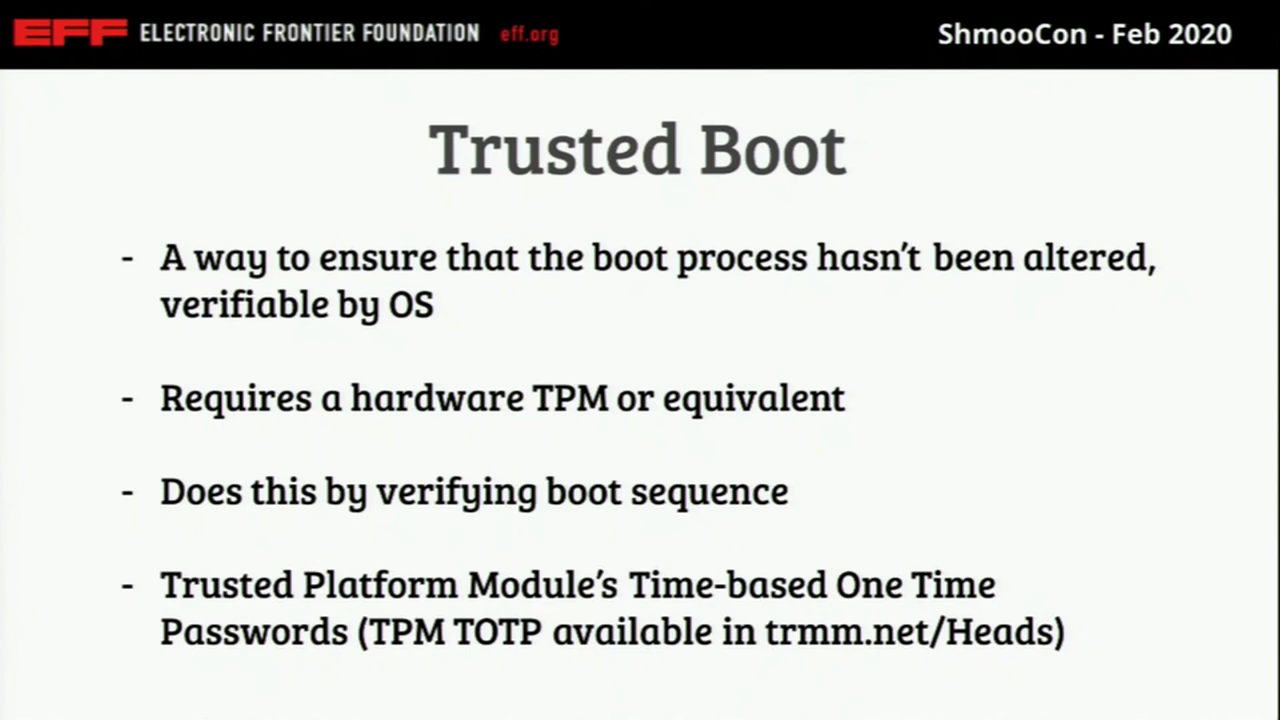 EFF ELECTRONIC FRONTIER FOUNDATION eff.org
ShmooCon - Feb 2020
Trusted Boot
- A way to ensure that the boot process hasn't been altered,
verifiable by OS
- Requires a hardware TPM or equivalent
- Does this by verifying boot sequence
- Trusted Platform Module's Time-based One Time
Passwords (TPM TOTP available in trmm.net/Heads)